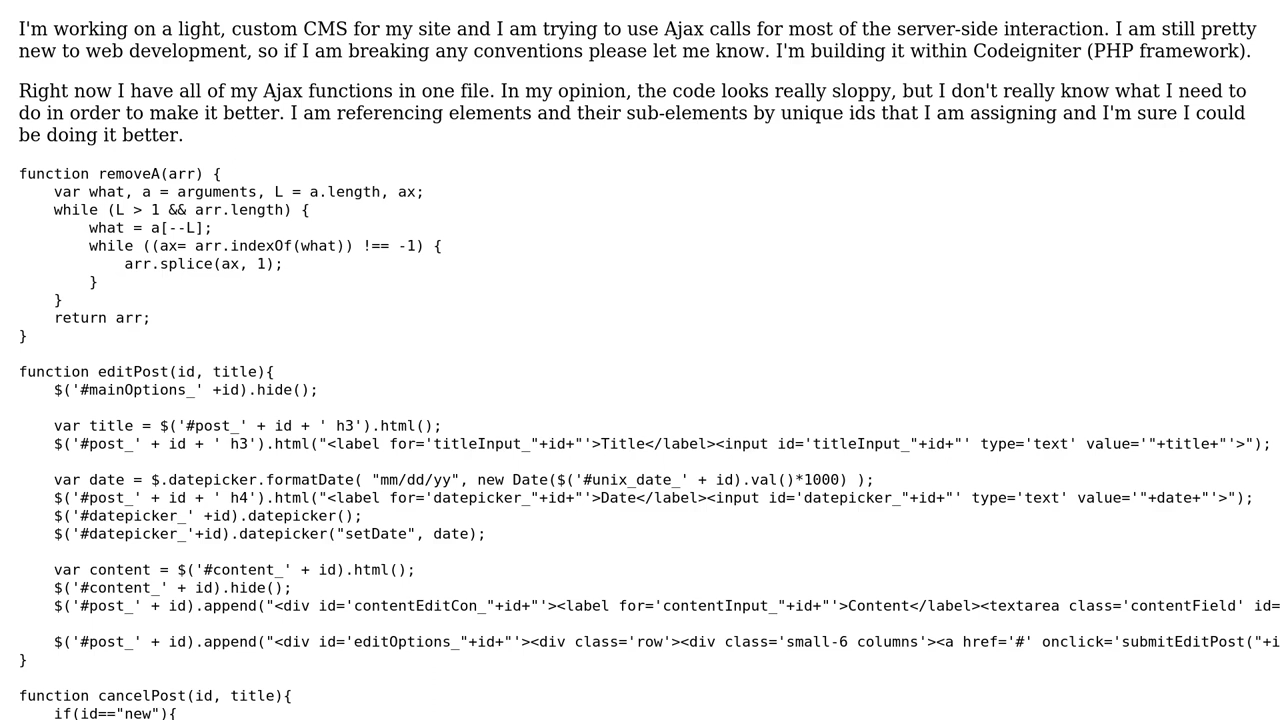 I'm working on a light, custom CMS for my site and I am trying to use Ajax calls for most of the server-side interaction. I am still pretty
new to web development, so if I am breaking any conventions please let me know. I'm building it within Codeigniter (PHP framework).
Right now I have all of my Ajax functions in one file. In my opinion, the code looks really sloppy, but I don't really know what I need to
do in order to make it better. I am referencing elements and their sub-elements by unique ids that I am assigning and I'm sure I could
be doing it better.
function removeA(arr) {
    var what, a = arguments, L = a.length, ax;
    while (L > 1 && arr.length) {
        what = a[--L];
        while ((ax= arr.indexOf(what)) !== -1) {
            arr.splice(ax, 1);
        }
    }
    return arr;
}
function editPost(id, title){
    $('#mainOptions_' +id).hide();
    var title = $('#post_' + id + ' h3').html();
    $('#post_' + id + ' h3').html("<label for='titleInput_"+id+"'>Title</label><input id='titleInput_"+id+"' type='text' value='"+title+"'>");
    var date = $.datepicker.formatDate( "mm/dd/yy", new Date($('#unix_date_' + id).val()*1000) );
    $('#post_' + id + ' h4').html("<label for='datepicker_"+id+"'>Date</label><input id='datepicker_"+id+"' type='text' value='"+date+"'>");
    $('#datepicker_' +id).datepicker();
    $('#datepicker_'+id).datepicker("setDate", date);
    var content = $('#content_' + id).html();
    $('#content_' + id).hide();
    $('#post_' + id).append("<div id='contentEditCon_"+id+"'><label for='contentInput_"+id+"'>Content</label><textarea class='contentField' id=
    $('#post_' + id).append("<div id='editOptions_"+id+"'><div class='row'><div class='small-6 columns'><a href='#' onclick='submitEditPost("+i
}
function cancelPost(id, title){
    if(id=="new"){